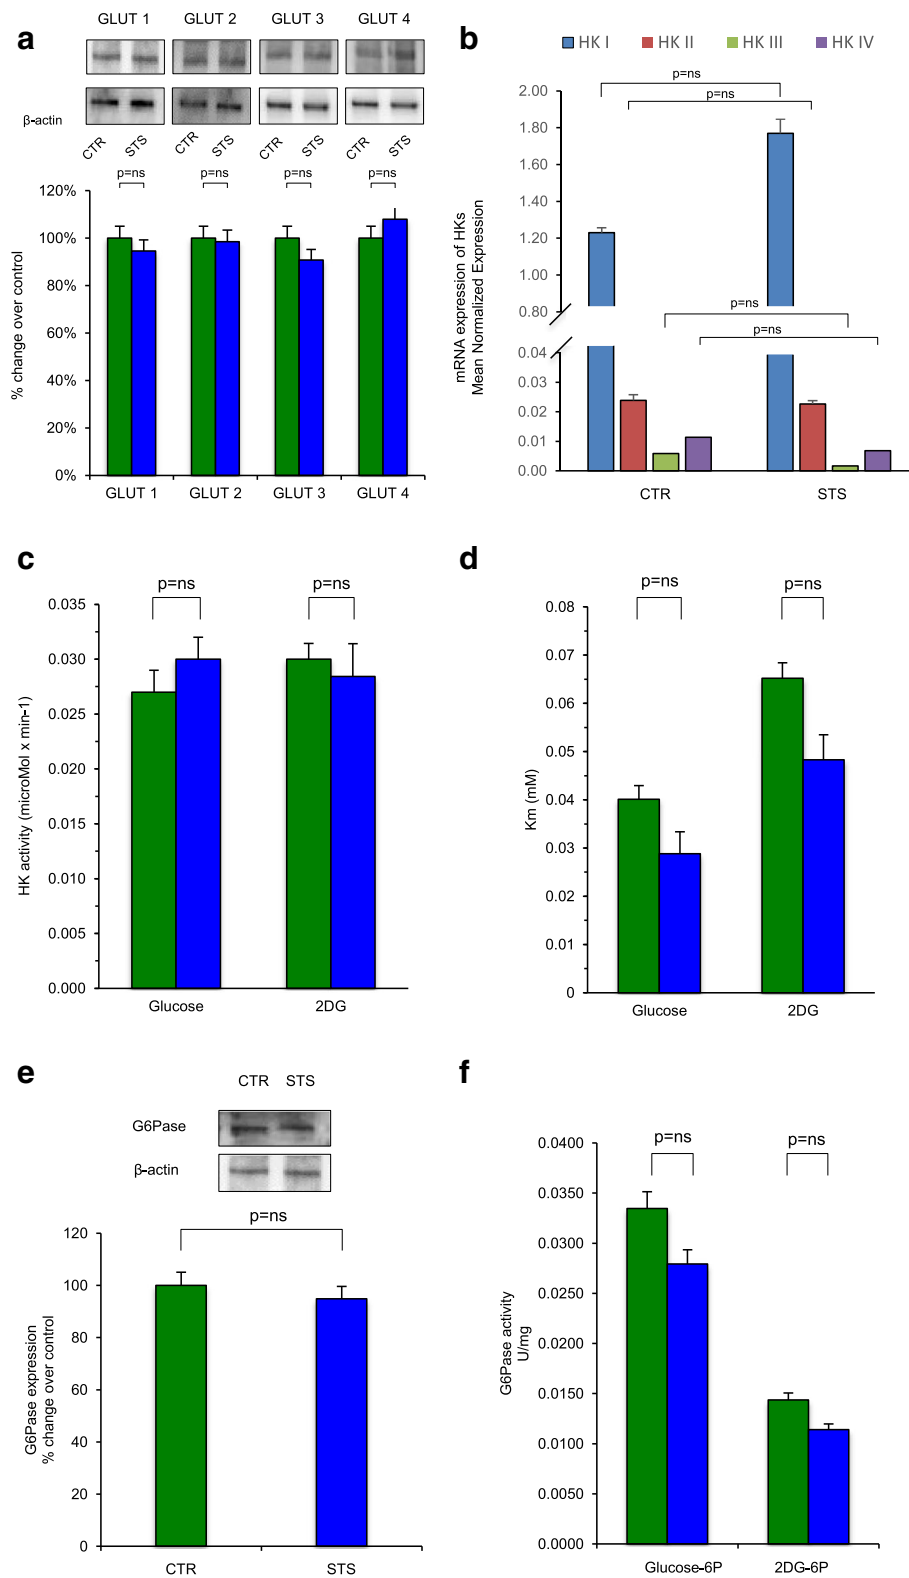 a
GLUT 1 GLUT 2 GLUT 3 GLUT 4
β-actin
CTR STS CTR STS CTR STS CTR STS
p=ns p=ns p=ns p=ns
% change over control
120%
100%
80%
60%
40%
20%
0%
GLUT 1 GLUT 2 GLUT 3 GLUT 4
b
HK I HK II HK III HK IV
p=ns
p=ns
mRNA expression of HKs
Mean Normalized Expression
2.00
1.80
1.60
1.40
1.20
1.00
0.80
p=ns
p=ns
0.04
0.03
0.02
0.01
0.00
CTR STS
c
p=ns p=ns
HK activity (microMol x min-1)
0.035
0.030
0.025
0.020
0.015
0.010
0.005
0.000
Glucose 2DG
d
p=ns p=ns
Km (mM)
0.08
0.07
0.06
0.05
0.04
0.03
0.02
0.01
0
Glucose 2DG
e
CTR STS
G6Pase
β-actin
p=ns
G6Pase expression
% change over control
120
100
80
60
40
20
0
CTR STS
f
p=ns p=ns
G6Pase activity
U/mg
0.0400
0.0350
0.0300
0.0250
0.0200
0.0150
0.0100
0.0050
0.0000
Glucose-6P 2DG-6P